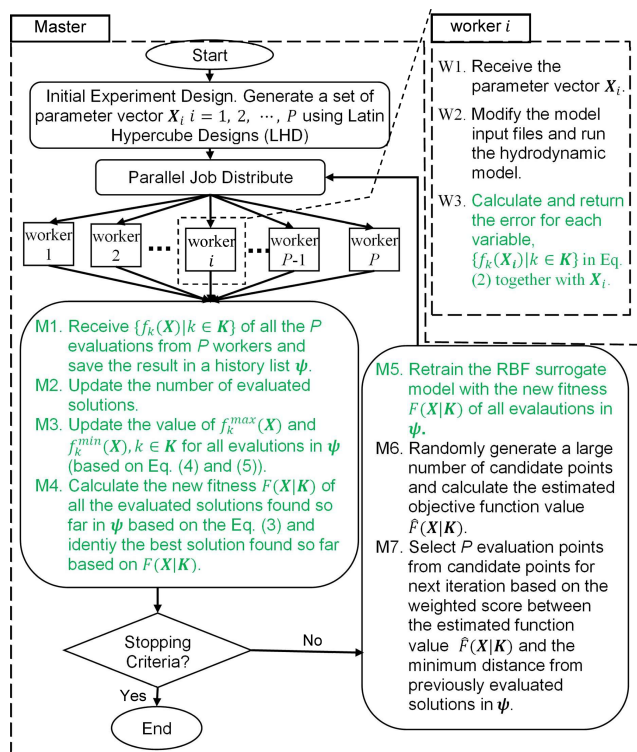 Master
worker i
Start
Initial Experiment Design. Generate a set of
parameter vector X_i i = 1, 2, ⋯, P using Latin
Hypercube Designs (LHD)
Parallel Job Distribute
worker
1
worker
2
worker
i
worker
P-1
worker
P
W1. Receive the
parameter vector X_i.
W2. Modify the model
input files and run
the hydrodynamic
model.
W3. Calculate and return
the error for each
variable,
{f_k(X_i)|k ∈ K} in Eq.
(2) together with X_i.
M1. Receive {f_k(X)|k ∈ K} of all the P
evaluations from P workers and
save the result in a history list ψ.
M2. Update the number of evaluated
solutions.
M3. Update the value of f_k^max(X) and
f_k^min(X), k ∈ K for all evalutions in ψ
(based on Eq. (4) and (5)).
M4. Calculate the new fitness F(X|K) of
all the evaluated solutions found so
far in ψ based on the Eq. (3) and
identiy the best solution found so far
based on F(X|K).
M5. Retrain the RBF surrogate
model with the new fitness
F(X|K) of all evalautions in
ψ.
M6. Randomly generate a large
number of candidate points
and calculate the estimated
objective function value
F̂(X|K).
M7. Select P evaluation points
from candidate points for
next iteration based on the
weighted score between
the estimated function
value F̂(X|K) and the
minimum distance from
previously evaluated
solutions in ψ.
Stopping
Criteria?
No
Yes
End